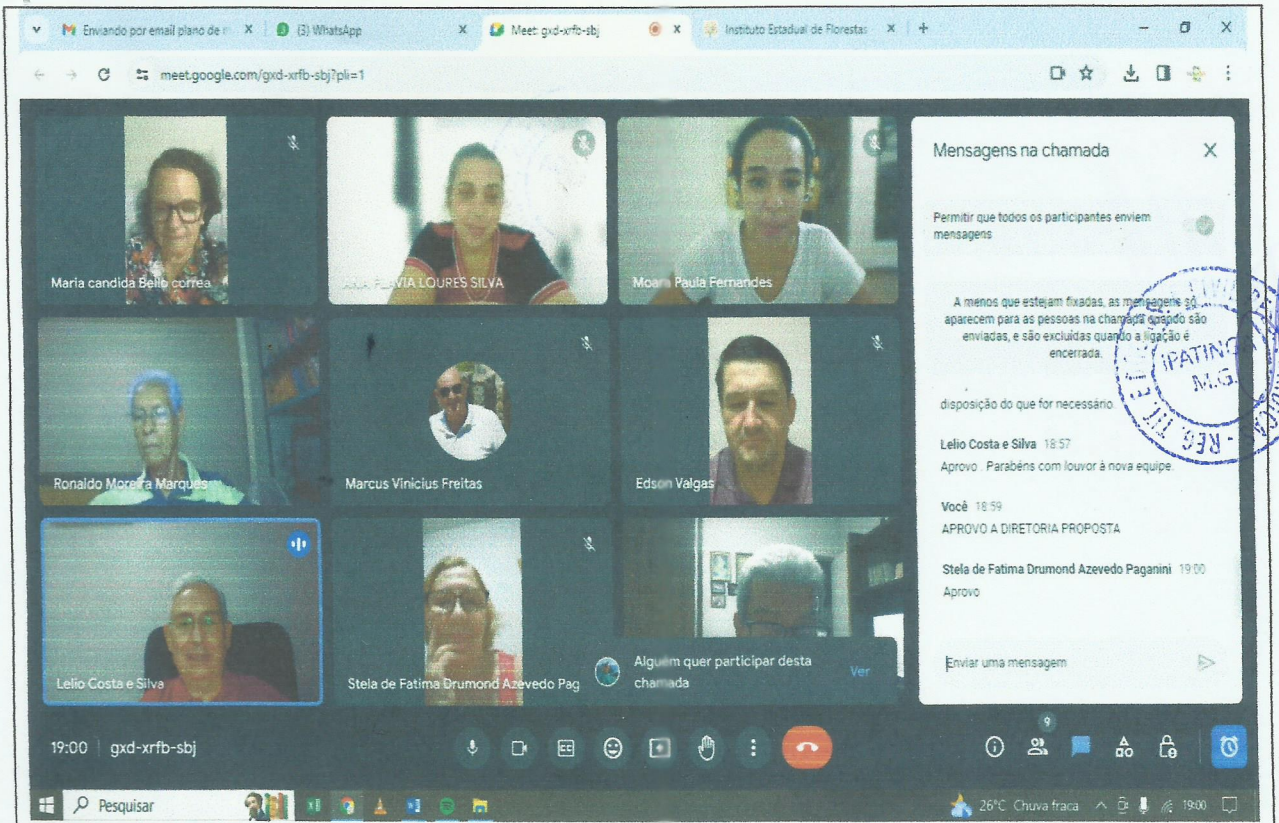 Enviando por email plano de
(3) WhatsApp
Meet: gxd-xrfb-sbj
Instituto Estadual de Florestas
meet.google.com/gxd-xrfb-sbj?pli=1
Maria candida Bello correa
ANA FLAVIA LOURES SILVA
Moara Paula Fernandes
Ronaldo Moreira Marques
Marcus Vinicius Freitas
Edson Valgas
Lelio Costa e Silva
Stela de Fatima Drumond Azevedo Pag
Alguém quer participar desta
chamada
Ver
Mensagens na chamada
Permitir que todos os participantes enviem
mensagens
A menos que estejam fixadas, as mensagens só
aparecem para as pessoas na chamada quando são
enviadas, e são excluídas quando a ligação é
encerrada.
disposição do que for necessário.
Lelio Costa e Silva 18:57
Aprovo . Parabéns com louvor à nova equipe.
Você 18:59
APROVO A DIRETORIA PROPOSTA
Stela de Fatima Drumond Azevedo Paganini 19:00
Aprovo
Enviar uma mensagem
IPATINGA
M.G.
REG. TIT. E
19:00 gxd-xrfb-sbj
9
Pesquisar
26°C Chuva fraca
19:00